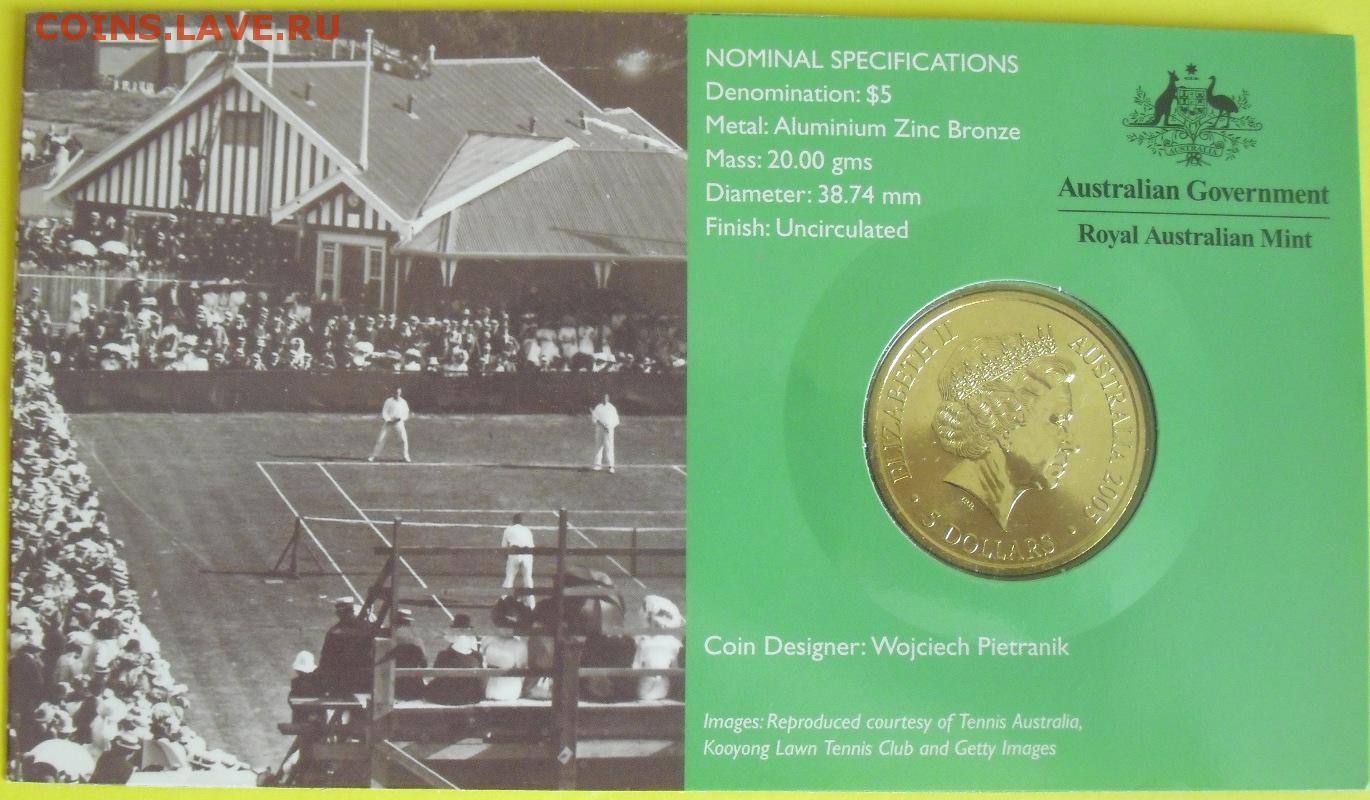 COINS.LAVE.RU
NOMINAL SPECIFICATIONS
Denomination: $5
Metal: Aluminium Zinc Bronze
Mass: 20.00 gms
Diameter: 38.74 mm
Finish: Uncirculated
AUSTRALIA
Australian Government
Royal Australian Mint
ELIZABETH II
AUSTRALIA 2005
5 DOLLARS
Coin Designer: Wojciech Pietranik
Images: Reproduced courtesy of Tennis Australia,
Kooyong Lawn Tennis Club and Getty Images